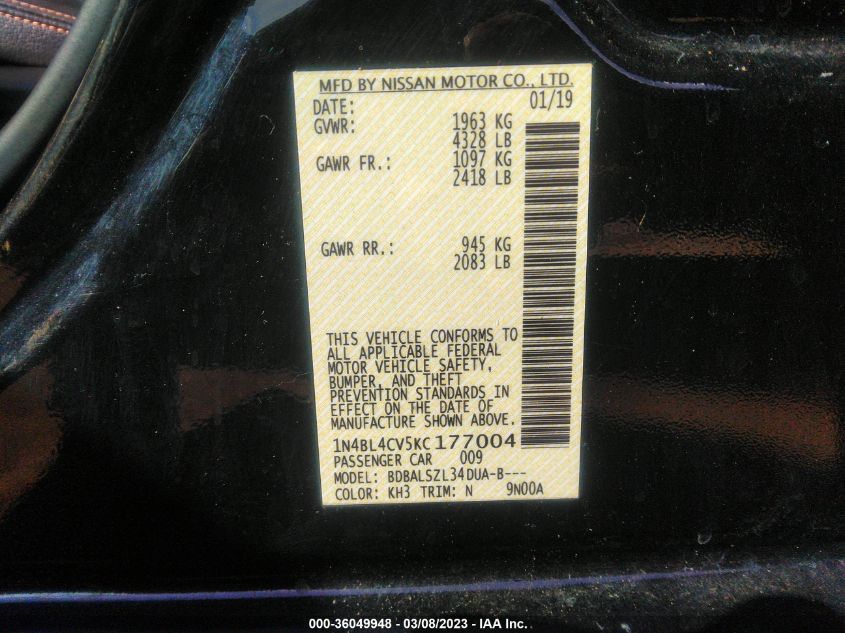 MFD BY NISSAN MOTOR CO., LTD.
DATE: 01/19
GVWR: 1963 KG
4328 LB
GAWR FR.: 1097 KG
2418 LB
GAWR RR.: 945 KG
2083 LB
THIS VEHICLE CONFORMS TO
ALL APPLICABLE FEDERAL
MOTOR VEHICLE SAFETY,
BUMPER, AND THEFT
PREVENTION STANDARDS IN
EFFECT ON THE DATE OF
MANUFACTURE SHOWN ABOVE.
1N4BL4CV5KC177004
PASSENGER CAR 009
MODEL: BDBALSZL34DUA-B---
COLOR: KH3 TRIM: N 9N00A
000-36049948 - 03/08/2023 - IAA Inc.